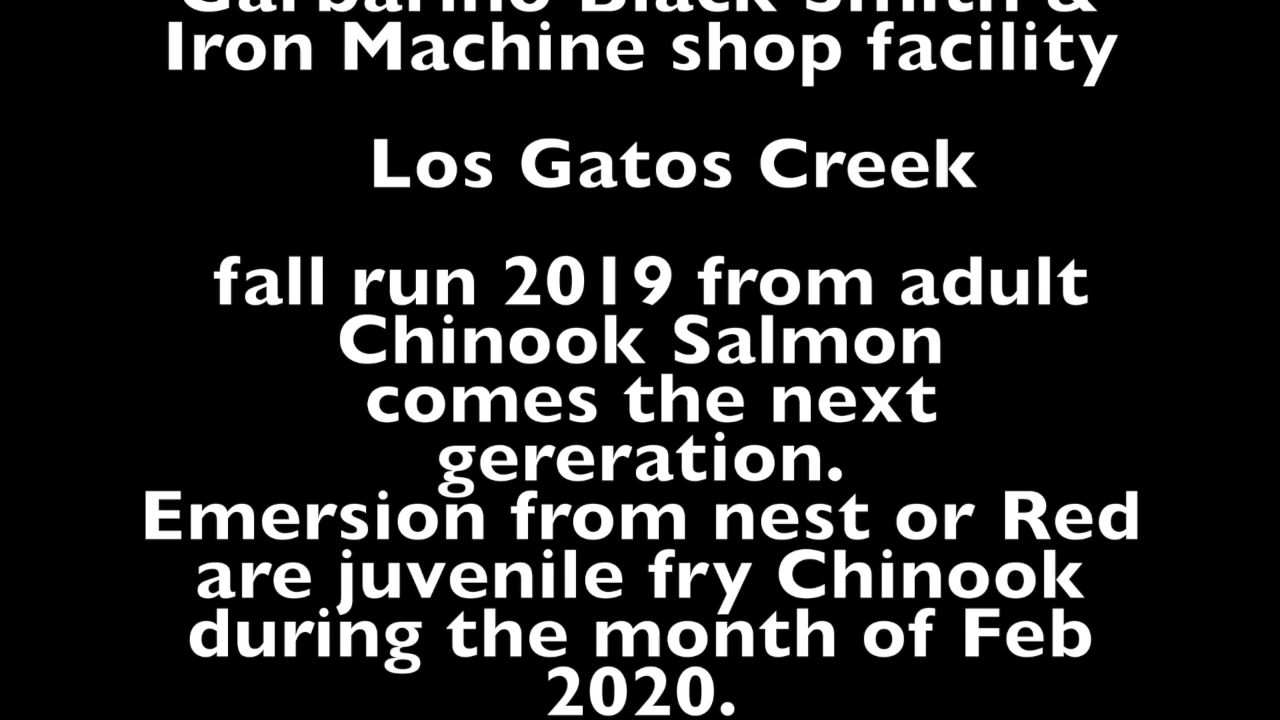 Garbarino Black Smith &
Iron Machine shop facility
Los Gatos Creek
fall run 2019 from adult
Chinook Salmon
comes the next
gereration.
Emersion from nest or Red
are juvenile fry Chinook
during the month of Feb
2020.